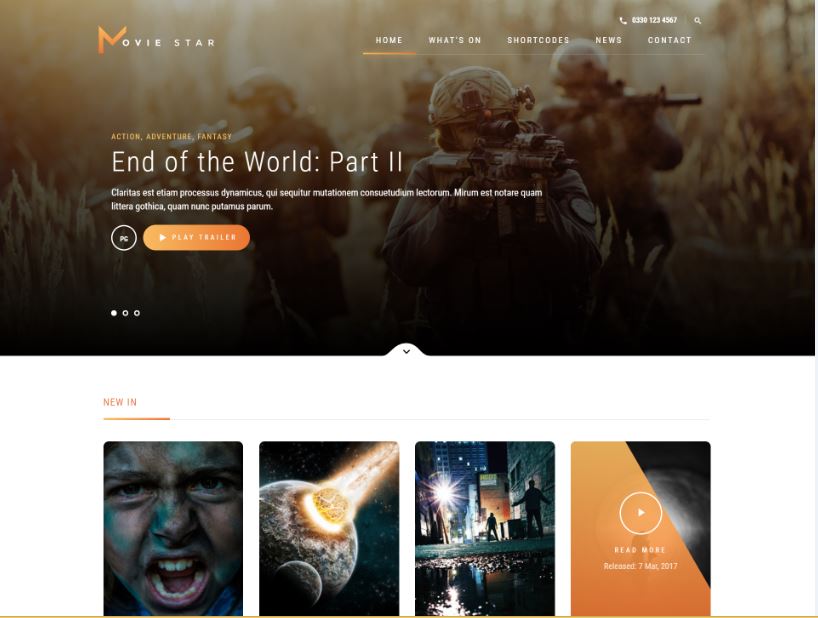 0330 123 4567
MOVIE STAR
HOME WHAT'S ON SHORTCODES NEWS CONTACT
ACTION, ADVENTURE, FANTASY
End of the World: Part II
Claritas est etiam processus dynamicus, qui sequitur mutationem consuetudium lectorum. Mirum est notare quam
littera gothica, quam nunc putamus parum.
PG PLAY TRAILER
NEW IN
READ MORE
Released: 7 Mar, 2017